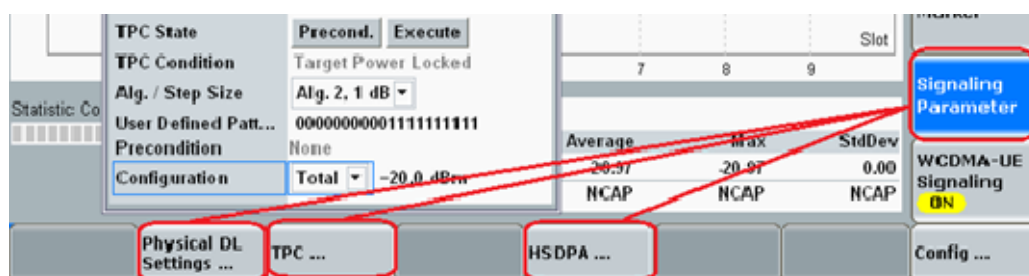 TPC State Precond. Execute
Slot
TPC Condition Target Power Locked
7 8 9
Alg. / Step Size Alg. 2, 1 dB
Signaling
Parameter
Statistic Co
User Defined Patt... 00000000001111111111
Precondition None
Average Max StdDev
Configuration Total -20.0 dBm
-20.97 -20.97 0.00
NCAP NCAP NCAP
WCDMA-UE
Signaling
ON
Physical DL
Settings ...
TPC ...
HSDPA ...
Config ...